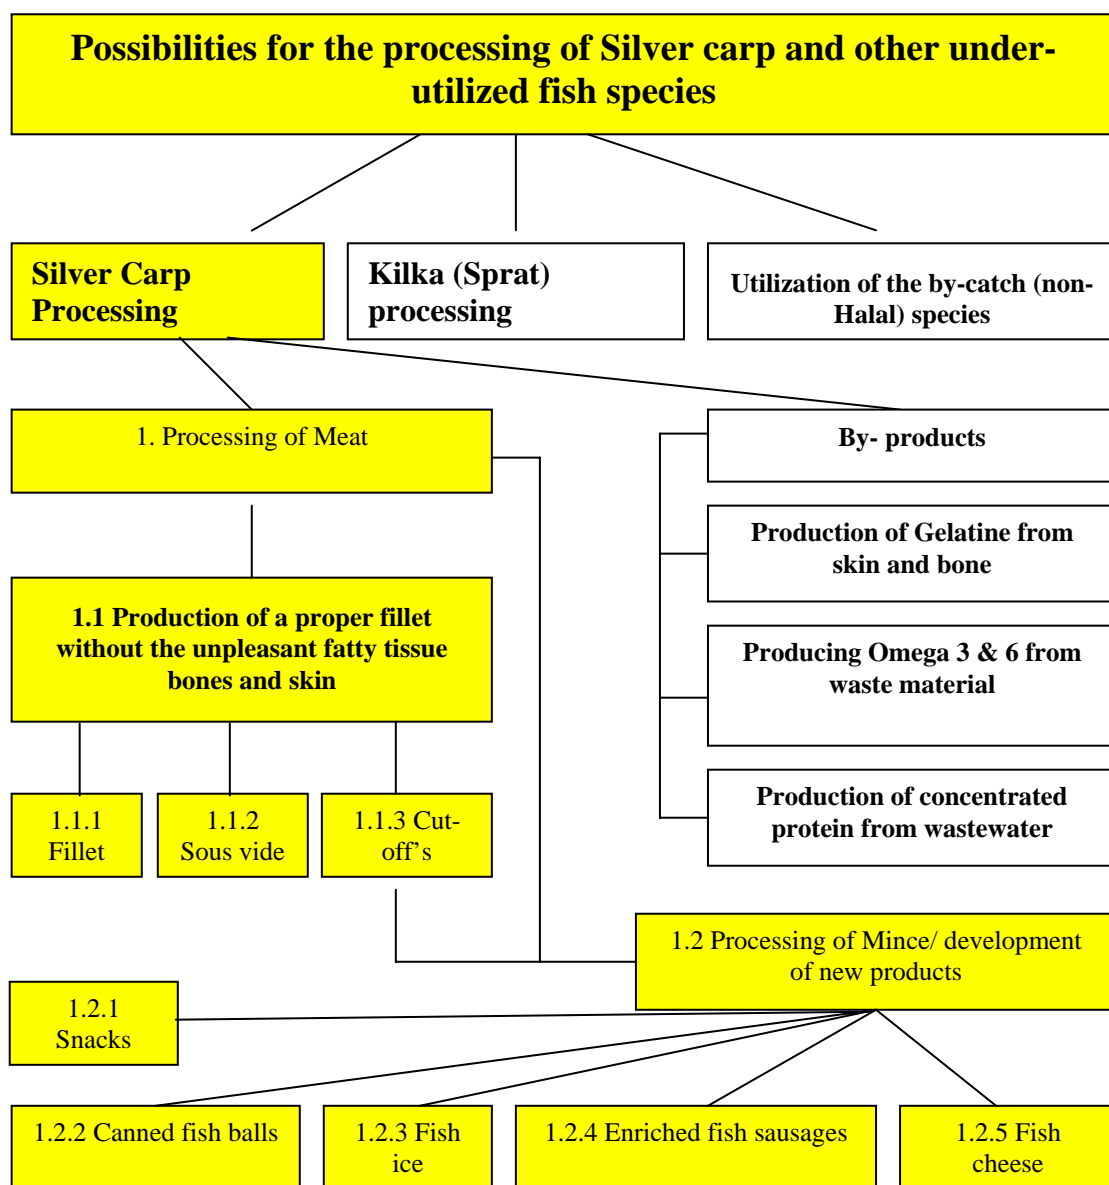 Possibilities for the processing of Silver carp and other under-
utilized fish species
Silver Carp
Processing
Kilka (Sprat)
processing
Utilization of the by-catch (non-
Halal) species
1. Processing of Meat
By- products
Production of Gelatine from
skin and bone
1.1 Production of a proper fillet
without the unpleasant fatty tissue
bones and skin
Producing Omega 3 & 6 from
waste material
1.1.1
Fillet
1.1.2
Sous vide
1.1.3 Cut-
off’s
Production of concentrated
protein from wastewater
1.2 Processing of Mince/ development
of new products
1.2.1
Snacks
1.2.2 Canned fish balls
1.2.3 Fish
ice
1.2.4 Enriched fish sausages
1.2.5 Fish
cheese